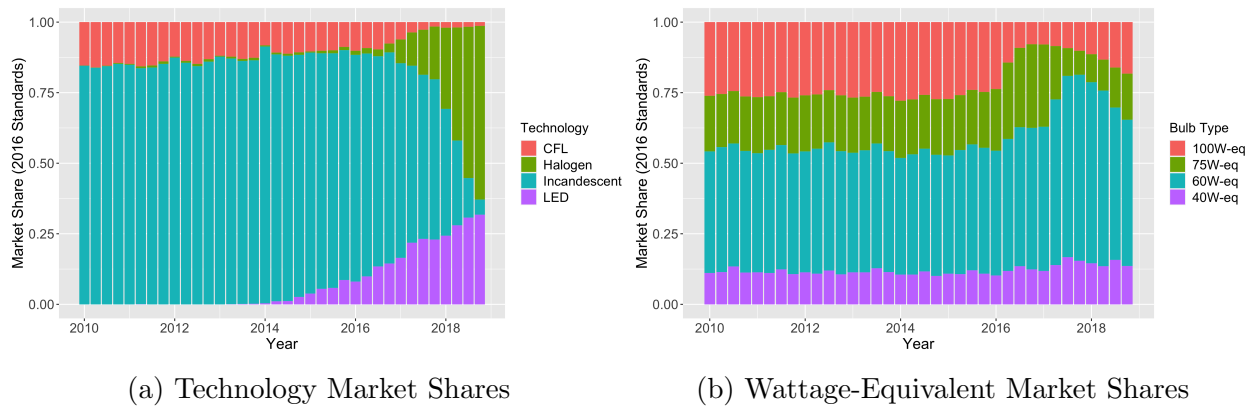 Market Share (2016 Standards)
1.00
0.75
0.50
0.25
0.00
2010
2012
2014
2016
2018
Year
Technology
CFL
Halogen
Incandescent
LED
(a) Technology Market Shares
Market Share (2016 Standards)
1.00
0.75
0.50
0.25
0.00
2010
2012
2014
2016
2018
Year
Bulb Type
100W-eq
75W-eq
60W-eq
40W-eq
(b) Wattage-Equivalent Market Shares